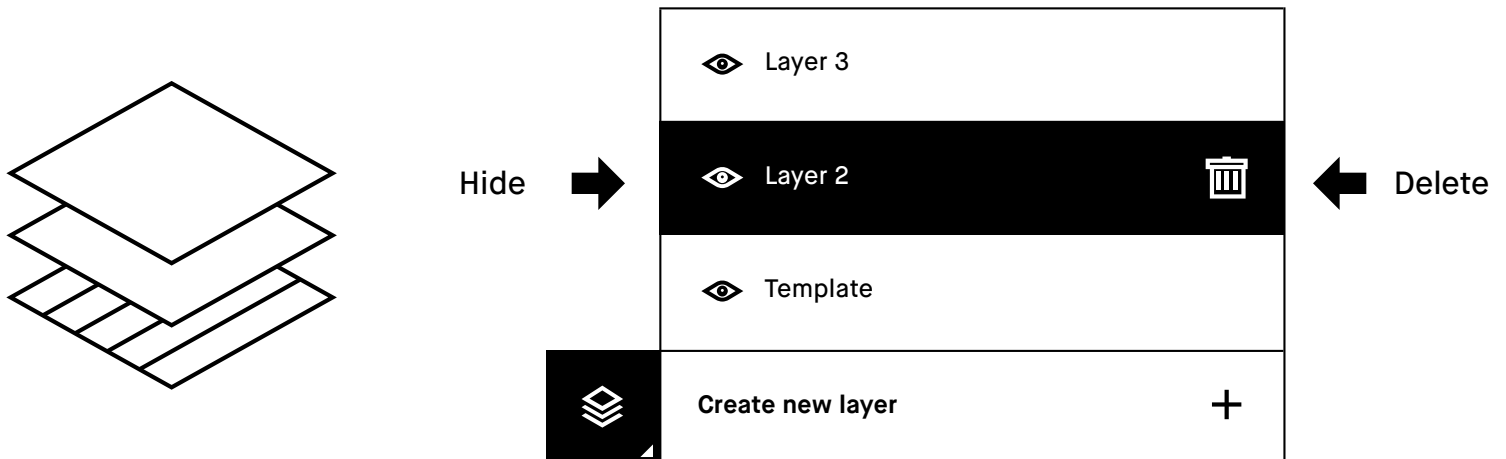 Layer 3
Hide
Layer 2
Delete
Template
Create new layer